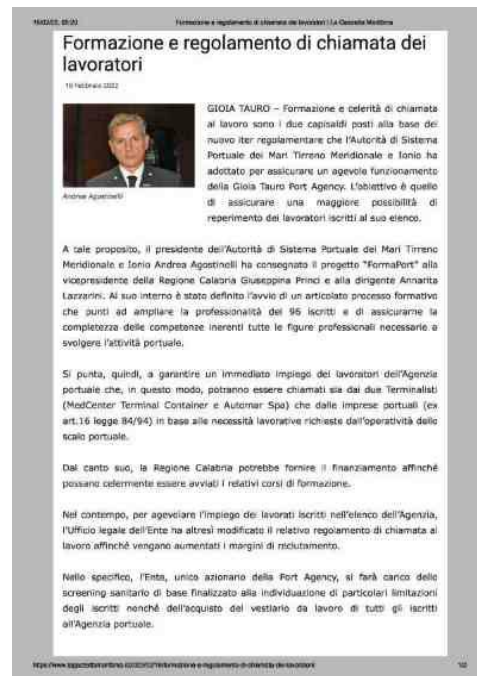 Formazione e regolamento di chiamata dei lavoratori | La Gazzetta Marittima
Formazione e regolamento di chiamata dei
lavoratori
GIOIA TAURO – Formazione e celerità di chiamata
al lavoro sono i due capisaldi posti alla base del
nuovo iter regolamentare che l'Autorità di Sistema
Portuale dei Mari Tirreno Meridionale e Ionio ha
adottato per assicurare un agevole funzionamento
della Gioia Tauro Port Agency. L'obiettivo è quello
di assicurare una maggiore possibilità di
reperimento dei lavoratori iscritti al suo elenco.
Andrea Agostinelli
A tale proposito, il presidente dell'Autorità di Sistema Portuale dei Mari Tirreno
Meridionale e Ionio Andrea Agostinelli ha consegnato il progetto "FormaPort" alla
vicepresidente della Regione Calabria Giuseppina Princi e alla dirigente Annarita
Lazzarini. Al suo interno è stato definito l'avvio di un articolato processo formativo
che punti ad ampliare la professionalità dei 96 iscritti e di assicurarne la
completezza delle competenze inerenti tutte le figure professionali necessarie a
svolgere l'attività portuale.
Si punta, quindi, a garantire un immediato impiego dei lavoratori dell'Agenzia
portuale che, in questo modo, potranno essere chiamati sia dai due Terminalisti
(MedCenter Terminal Container e Automar Spa) che dalle imprese portuali (ex
art.16 legge 84/94) in base alle necessità lavorative richieste dall'operatività dello
scalo portuale.
Dal canto suo, la Regione Calabria potrebbe fornire il finanziamento affinché
possano celermente essere avviati i relativi corsi di formazione.
Nel contempo, per agevolare l'impiego dei lavorati iscritti nell'elenco dell'Agenzia,
l'Ufficio legale dell'Ente ha altresì modificato il relativo regolamento di chiamata al
lavoro affinché vengano aumentati i margini di reclutamento.
Nello specifico, l'Ente, unico azionario della Port Agency, si farà carico dello
screening sanitario di base finalizzato alla individuazione di particolari limitazioni
degli iscritti nonché dell'acquisto del vestiario da lavoro di tutti gli iscritti
all'Agenzia portuale.
1/2